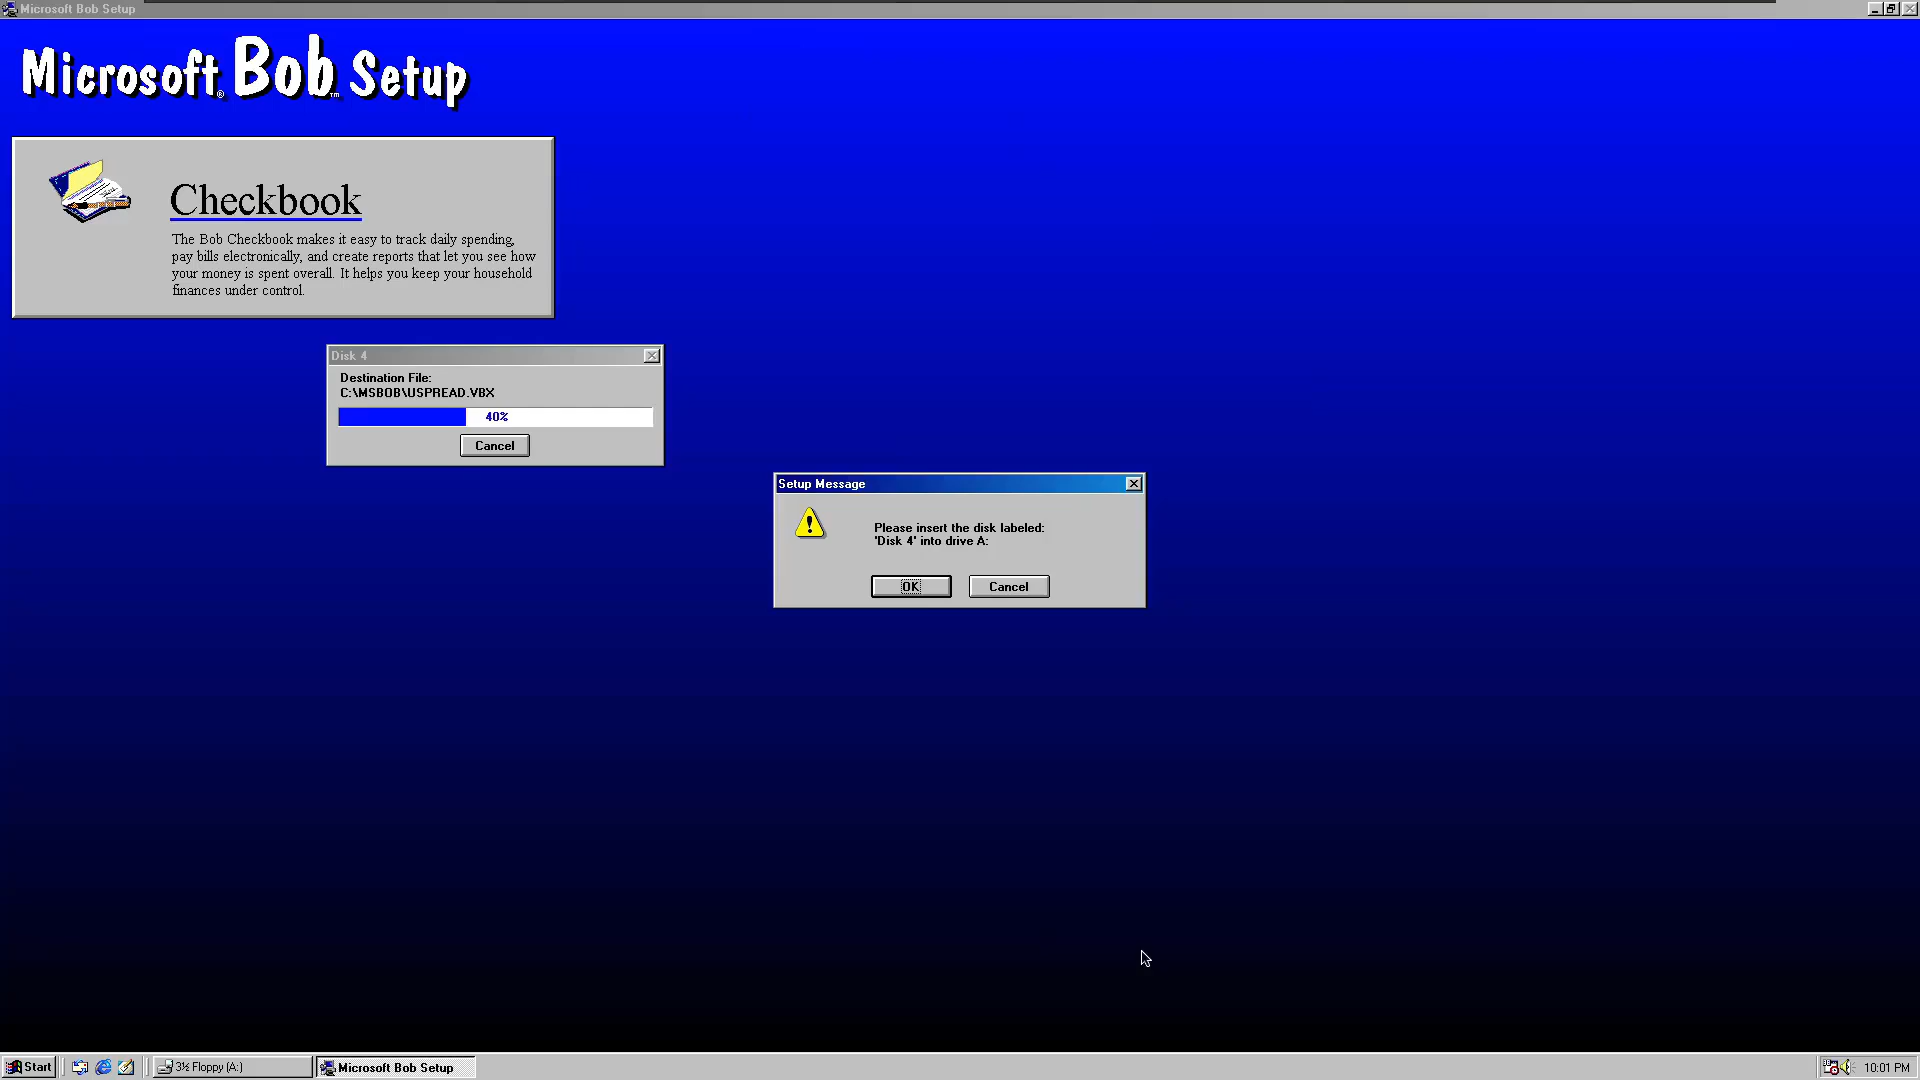 Microsoft Bob Setup
Microsoft® Bob™ Setup
Checkbook
The Bob Checkbook makes it easy to track daily spending,
pay bills electronically, and create reports that let you see how
your money is spent overall. It helps you keep your household
finances under control.
Disk 4
Destination File:
C:\MSBOB\USPREAD.VBX
40%
Cancel
Setup Message
Please insert the disk labeled:
'Disk 4' into drive A:
OK
Cancel
Start
3½ Floppy (A:)
Microsoft Bob Setup
10:01 PM